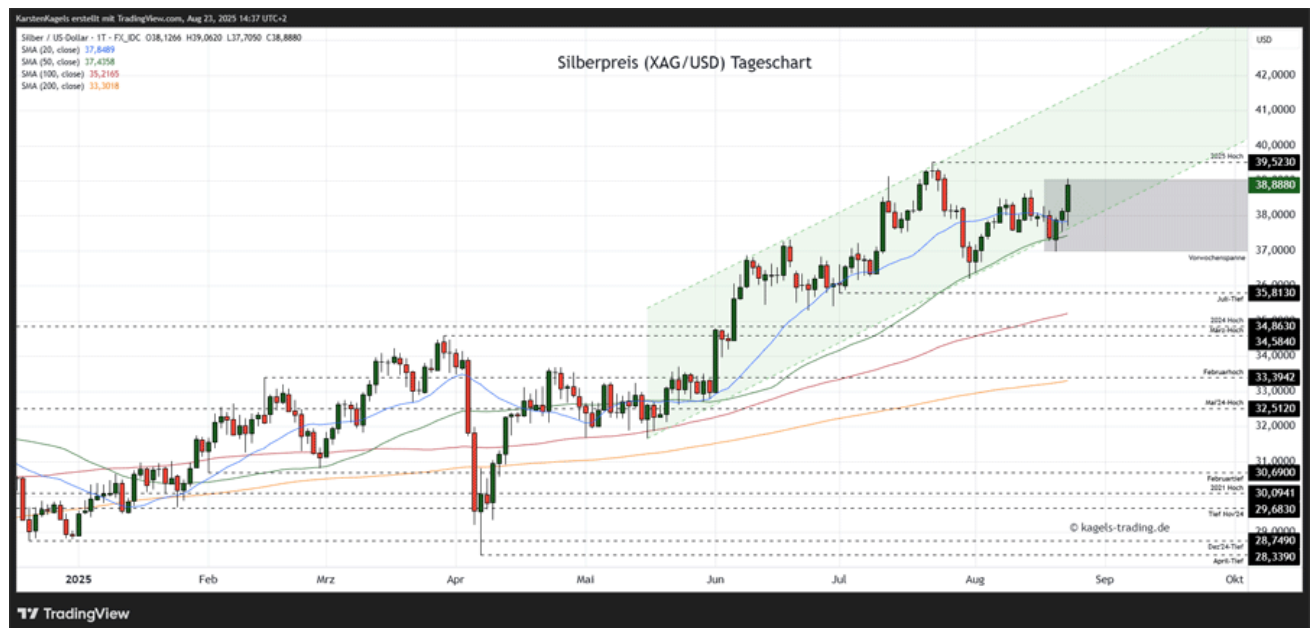 KarstenKagels erstellt mit TradingView.com, Aug 23, 2025 14:37 UTC+2
Silber / US-Dollar · 1T · FX_IDC O38,1266 H39,0620 L37,7050 C38,8880
SMA (20, close) 37,8489
SMA (50, close) 37,4358
SMA (100, close) 35,2165
SMA (200, close) 33,3018
Silberpreis (XAG/USD) Tageschart
USD
42,0000
41,0000
40,0000
2025 Hoch 39,5230
38,8880
38,0000
37,0000
Vorwochenspanne
36,0000
35,8130
Juli-Tief
2024 Hoch 34,8630
März Hoch 34,5840
34,0000
Februarhoch 33,3942
33,0000
Mai'24-Hoch 32,5120
32,0000
31,0000
30,6900
Februartief
2021 Hoch 30,0941
29,6830
Tief Nov'24
© kagels-trading.de
29,0000
28,7490
Dez'24-Tief
28,3390
April-Tief
2025 Feb Mrz Apr Mai Jun Jul Aug Sep Okt
TradingView